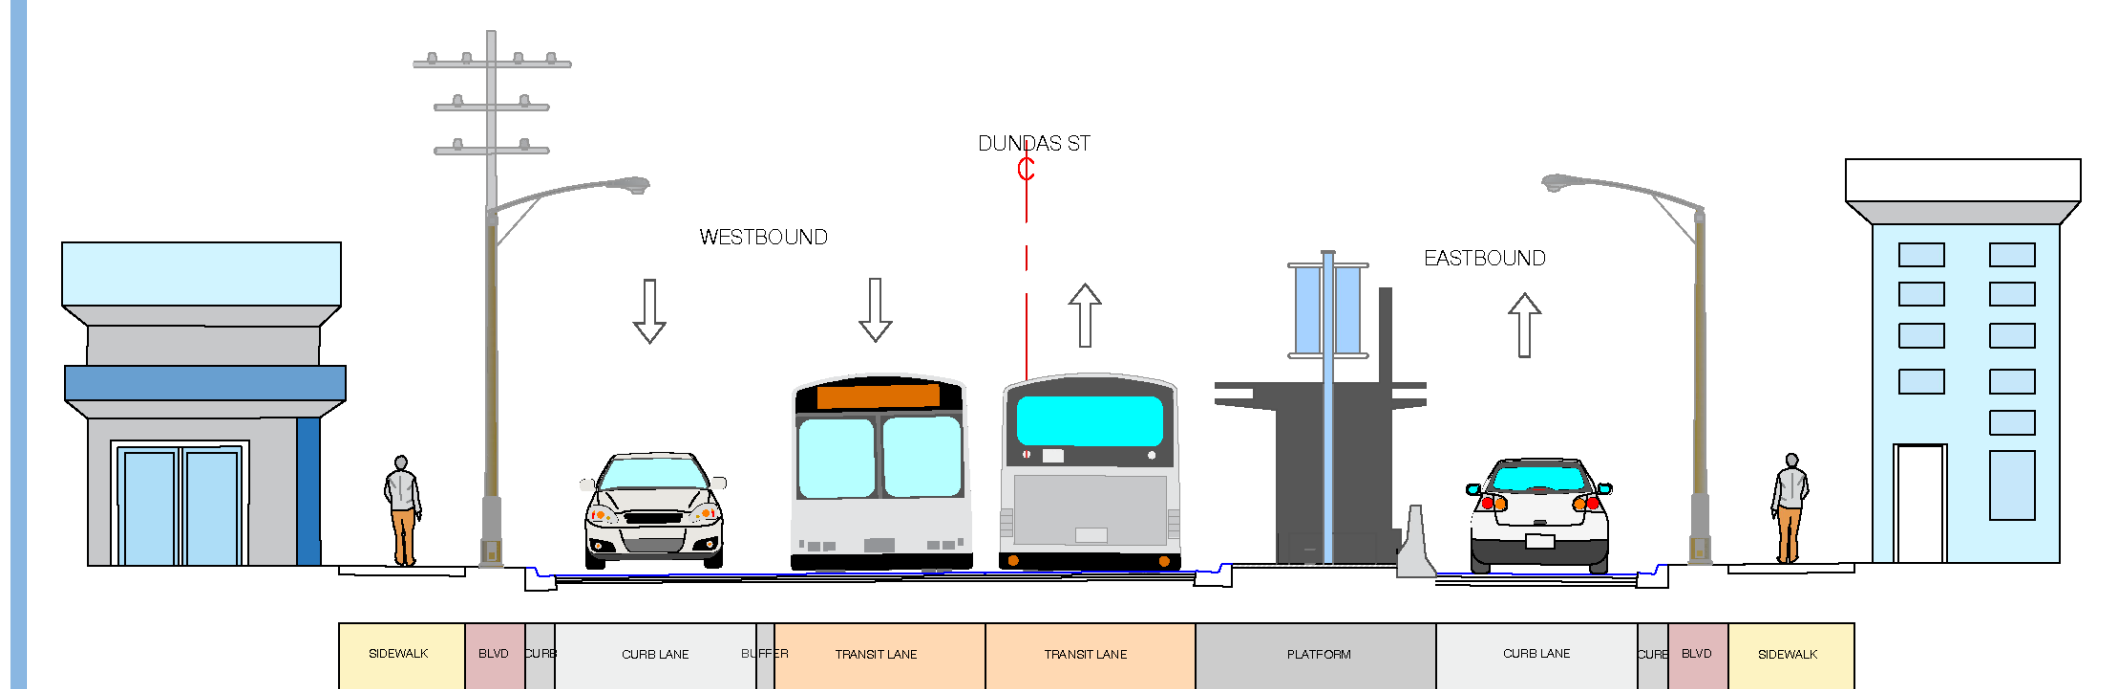 DUNDAS ST
WESTBOUND
EASTBOUND
SIDEWALK
BLVD
CURB
CURB LANE
BUFFER
TRANSIT LANE
TRANSIT LANE
PLATFORM
CURB LANE
CURB
BLVD
SIDEWALK